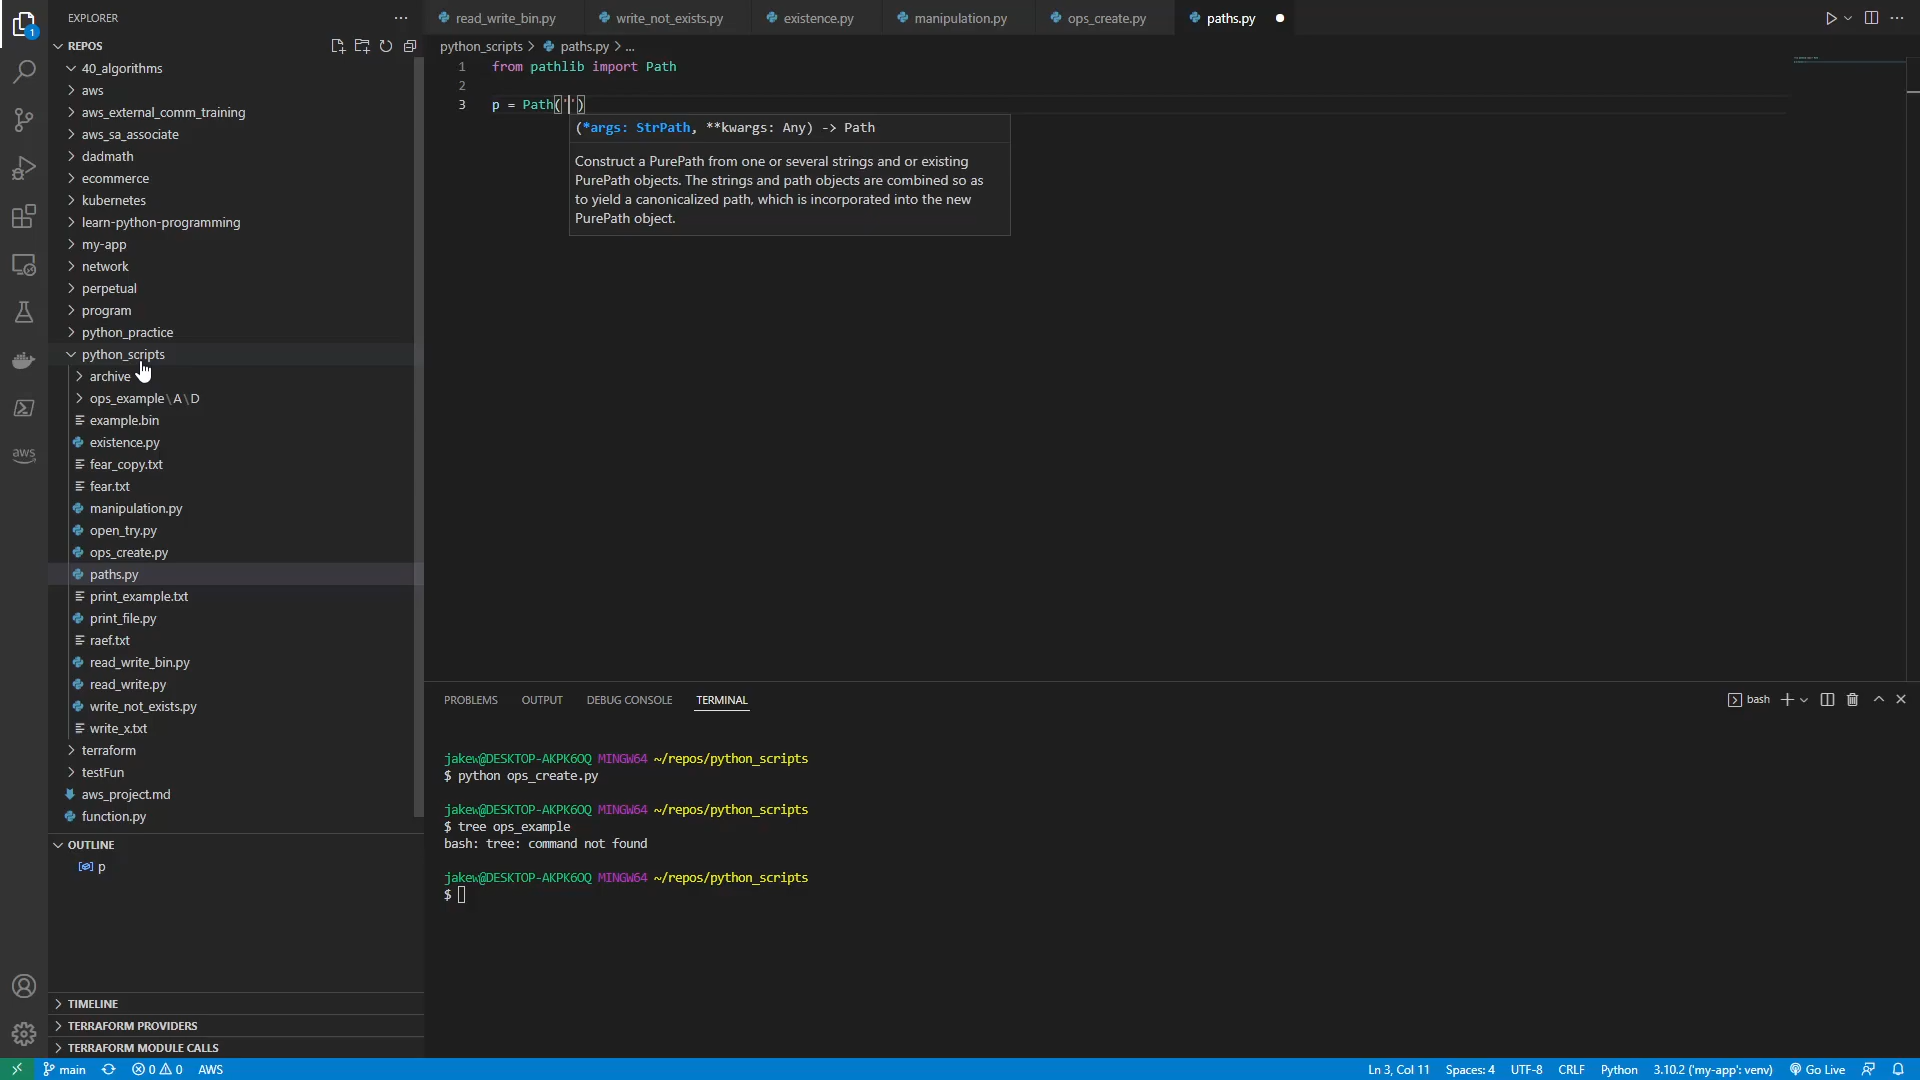 EXPLORER
REPOS
40_algorithms
aws
aws_external_comm_training
aws_sa_associate
dadmath
ecommerce
kubernetes
learn-python-programming
my-app
network
perpetual
program
python_practice
python_scripts
archive
ops_example\A\D
example.bin
existence.py
fear_copy.txt
fear.txt
manipulation.py
open_try.py
ops_create.py
paths.py
print_example.txt
print_file.py
raef.txt
read_write_bin.py
read_write.py
write_not_exists.py
write_x.txt
terraform
testFun
aws_project.md
function.py
OUTLINE
p
TIMELINE
TERRAFORM PROVIDERS
TERRAFORM MODULE CALLS
1
aws
read_write_bin.py write_not_exists.py existence.py manipulation.py ops_create.py paths.py
python_scripts > paths.py > ...
1 from pathlib import Path
2
3 p = Path('')
(*args: StrPath, **kwargs: Any) -> Path
Construct a PurePath from one or several strings and or existing
PurePath objects. The strings and path objects are combined so as
to yield a canonicalized path, which is incorporated into the new
PurePath object.
PROBLEMS OUTPUT DEBUG CONSOLE TERMINAL
bash
jakew@DESKTOP-AKPK6OQ MINGW64 ~/repos/python_scripts
$ python ops_create.py
jakew@DESKTOP-AKPK6OQ MINGW64 ~/repos/python_scripts
$ tree ops_example
bash: tree: command not found
jakew@DESKTOP-AKPK6OQ MINGW64 ~/repos/python_scripts
$
main 0 0 AWS
Ln 3, Col 11 Spaces: 4 UTF-8 CRLF Python 3.10.2 ('my-app': venv) Go Live